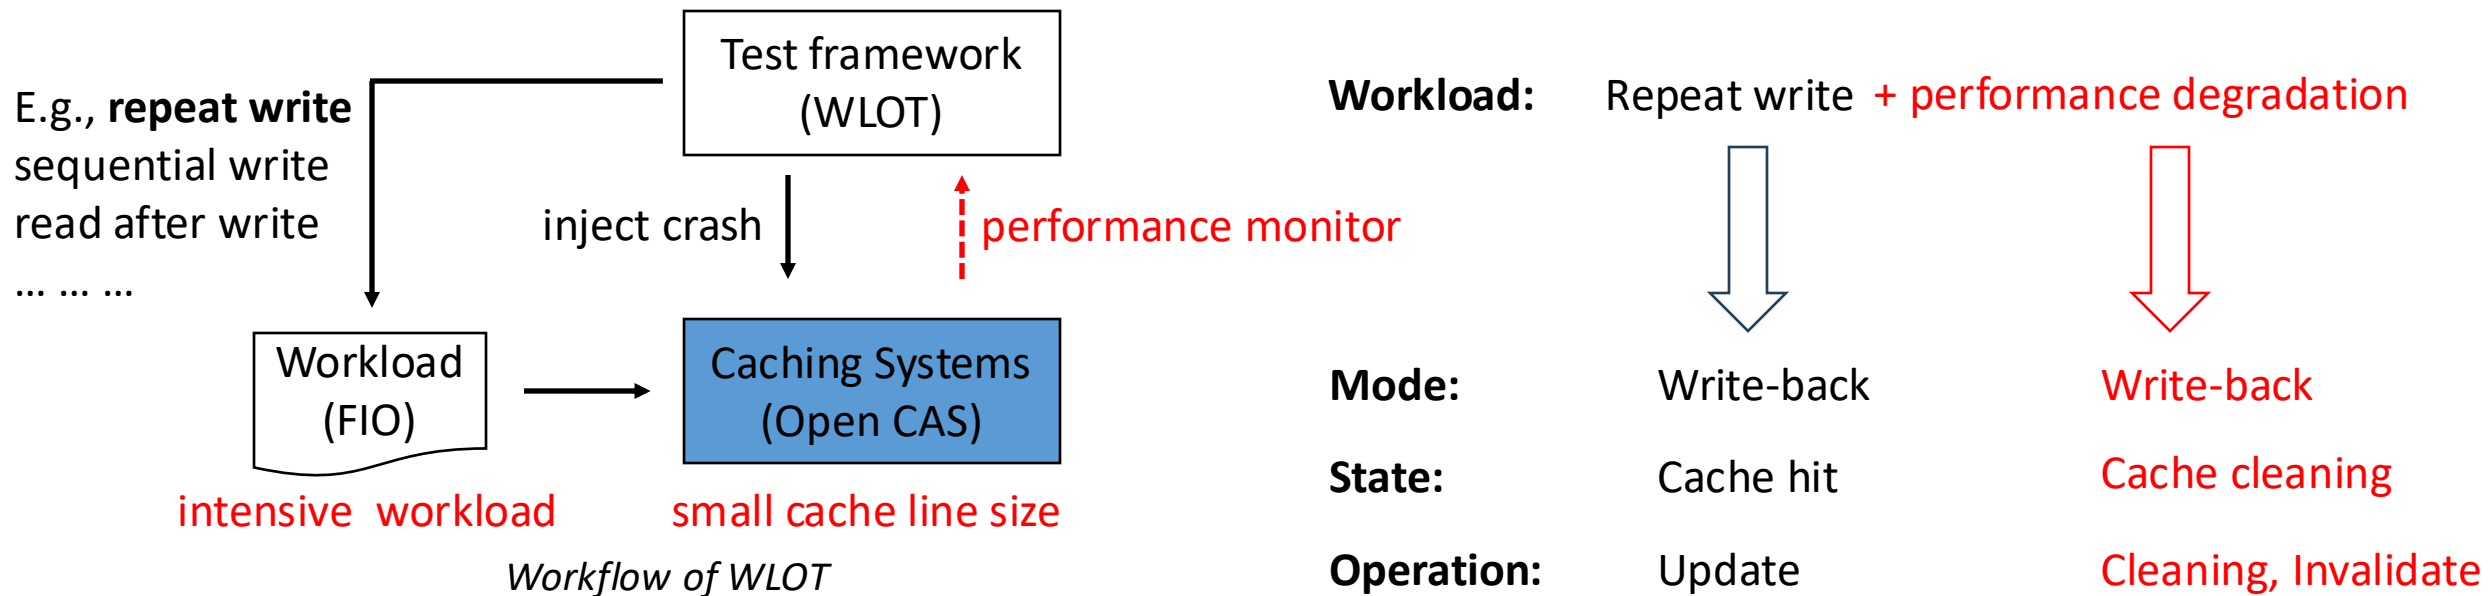 Test framework
(WLOT)
E.g., repeat write
sequential write
read after write
... ... ...
inject crash
performance monitor
Workload
(FIO)
Caching Systems
(Open CAS)
intensive workload
small cache line size
Workflow of WLOT
Workload: Repeat write + performance degradation
Mode: Write-back Write-back
State: Cache hit Cache cleaning
Operation: Update Cleaning, Invalidate